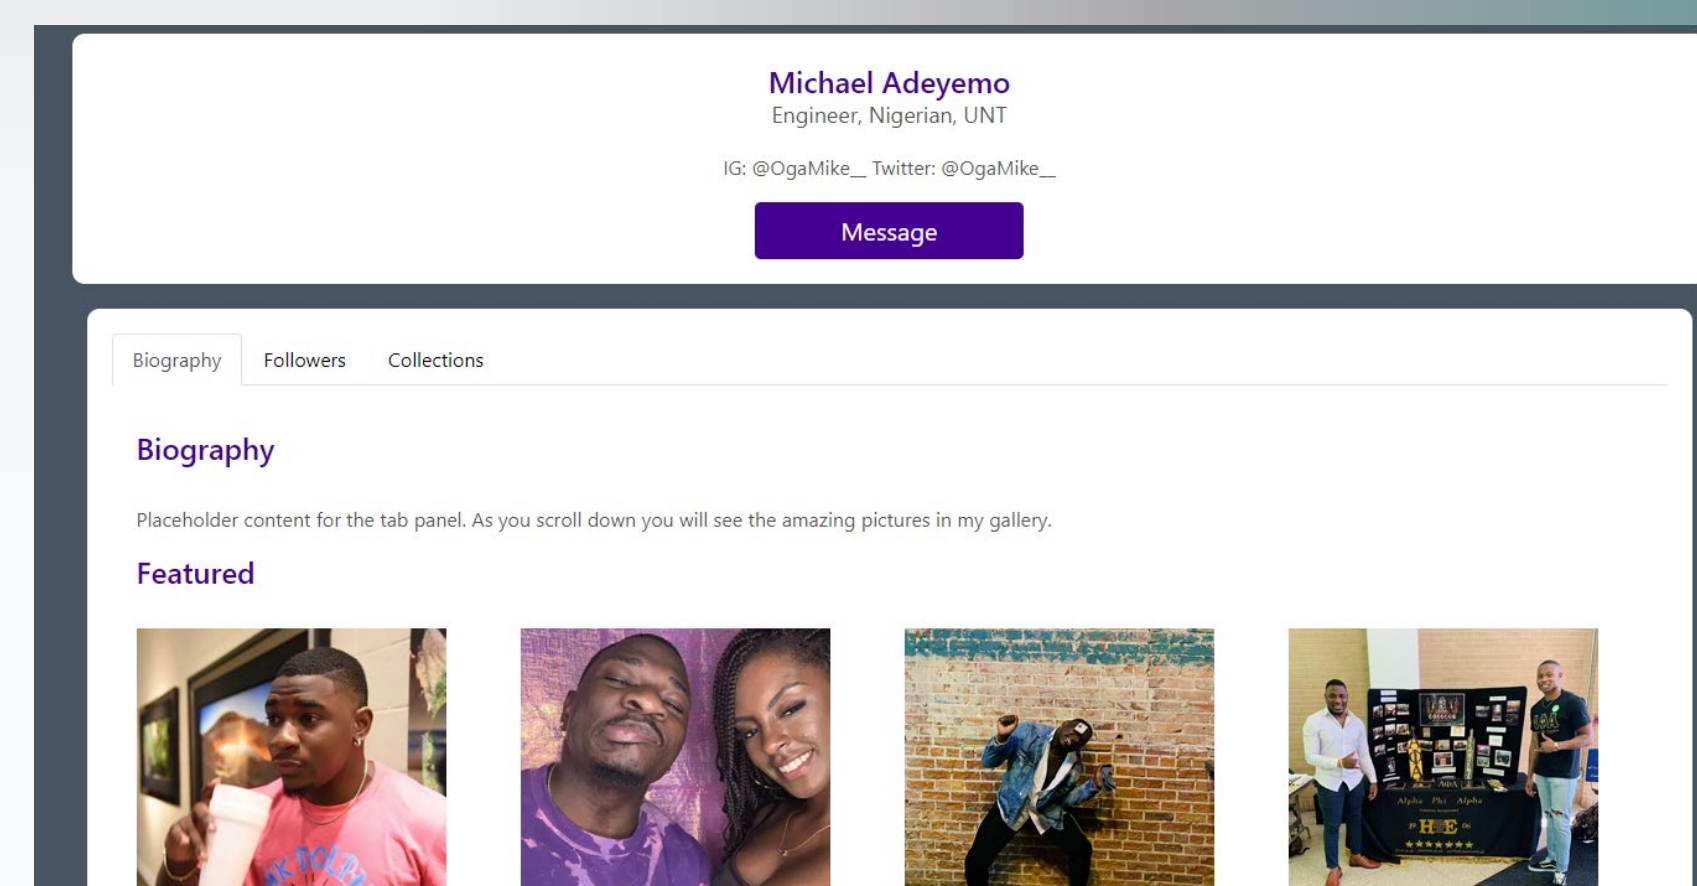 Michael Adeyemo
Engineer, Nigerian, UNT
IG: @OgaMike__ Twitter: @OgaMike__
Message
Biography Followers Collections
Biography
Placeholder content for the tab panel. As you scroll down you will see the amazing pictures in my gallery.
Featured
Alpha Phi Alpha